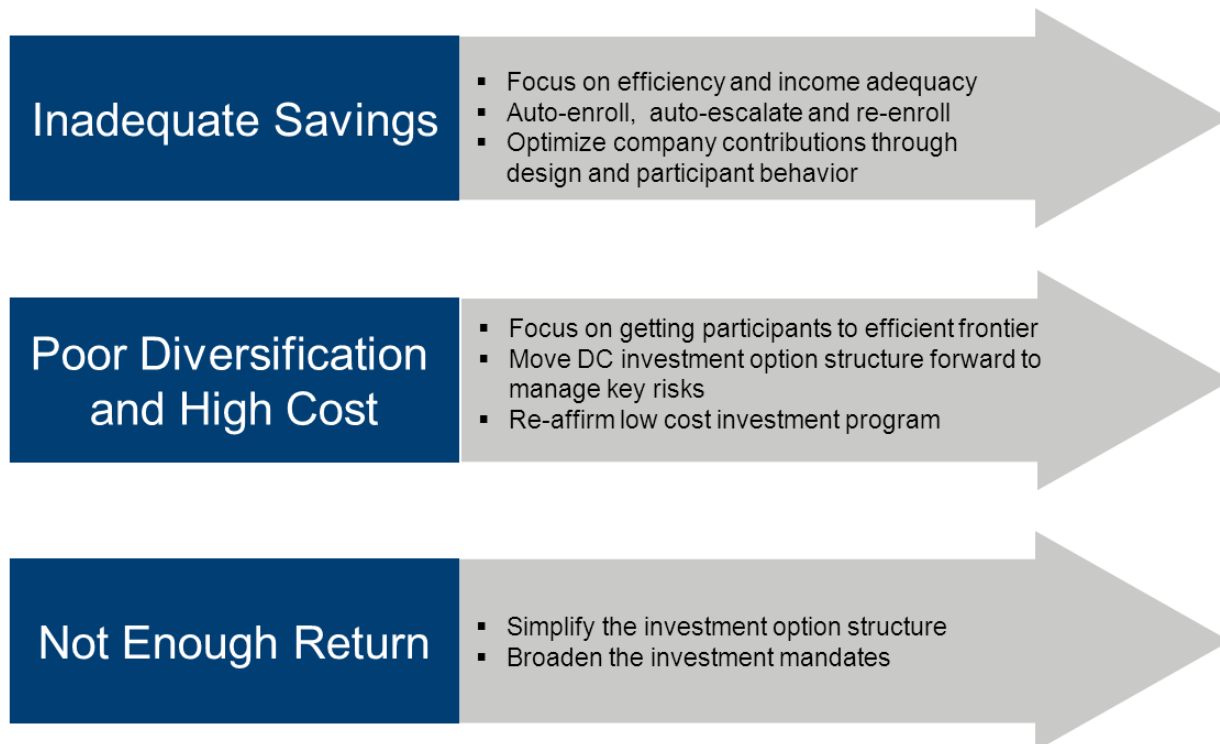 Inadequate Savings
▪ Focus on efficiency and income adequacy
▪ Auto-enroll, auto-escalate and re-enroll
▪ Optimize company contributions through
design and participant behavior
Poor Diversification
and High Cost
▪ Focus on getting participants to efficient frontier
▪ Move DC investment option structure forward to
manage key risks
▪ Re-affirm low cost investment program
Not Enough Return
▪ Simplify the investment option structure
▪ Broaden the investment mandates